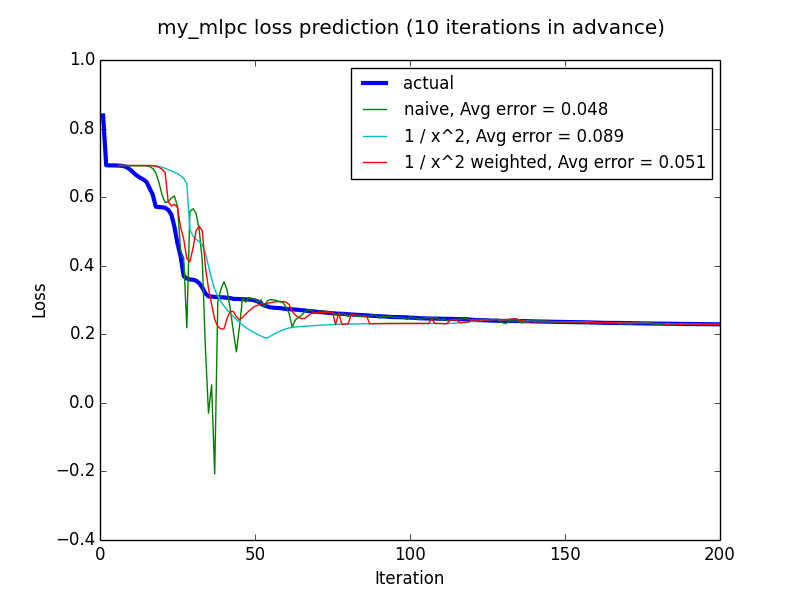 my_mlpc loss prediction (10 iterations in advance)
1.0
0.8
0.6
0.4
0.2
0.0
−0.2
−0.4
Loss
actual
naive, Avg error = 0.048
1 / x^2, Avg error = 0.089
1 / x^2 weighted, Avg error = 0.051
0 50 100 150 200
Iteration